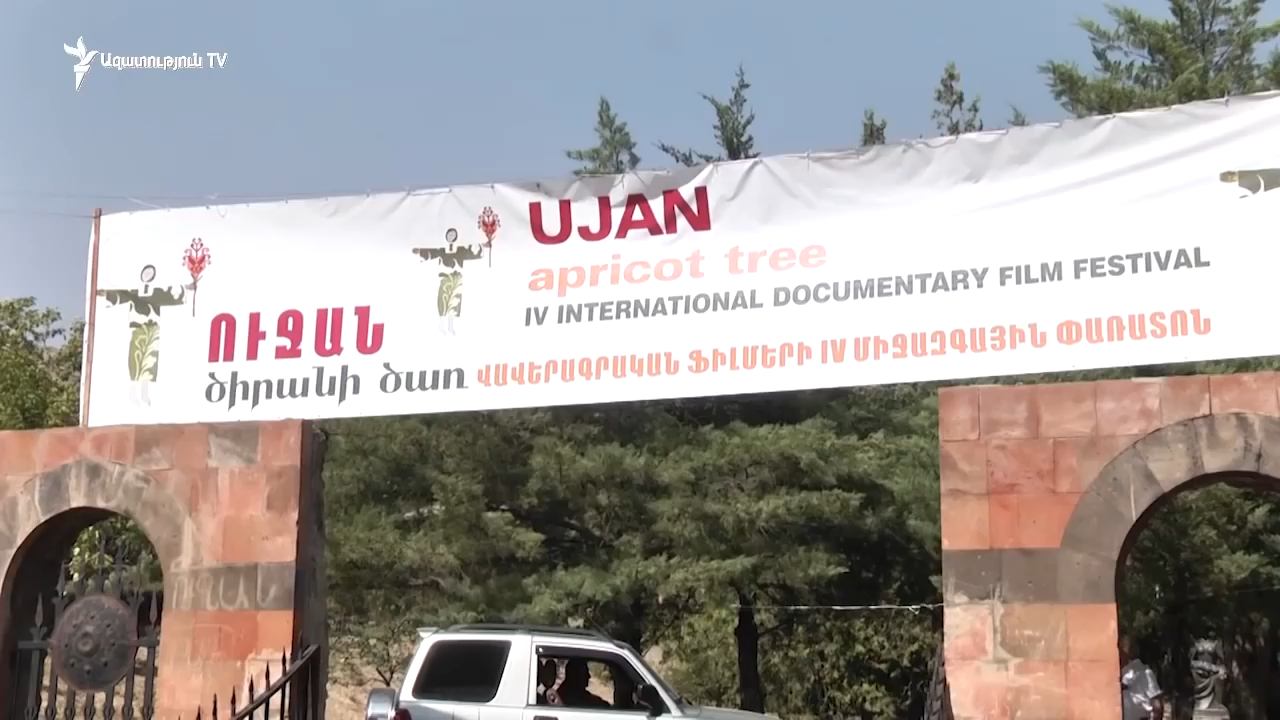 Ազատություն TV
UJAN
apricot tree
IV INTERNATIONAL DOCUMENTARY FILM FESTIVAL
ՈՒՋԱՆ
ծիրանի ծառ ՎԱՎԵՐԱԳՐԱԿԱՆ ՖԻԼՄԵՐԻ IV ՄԻՋԱԶԳԱՅԻՆ ՓԱՌԱՏՈՆ